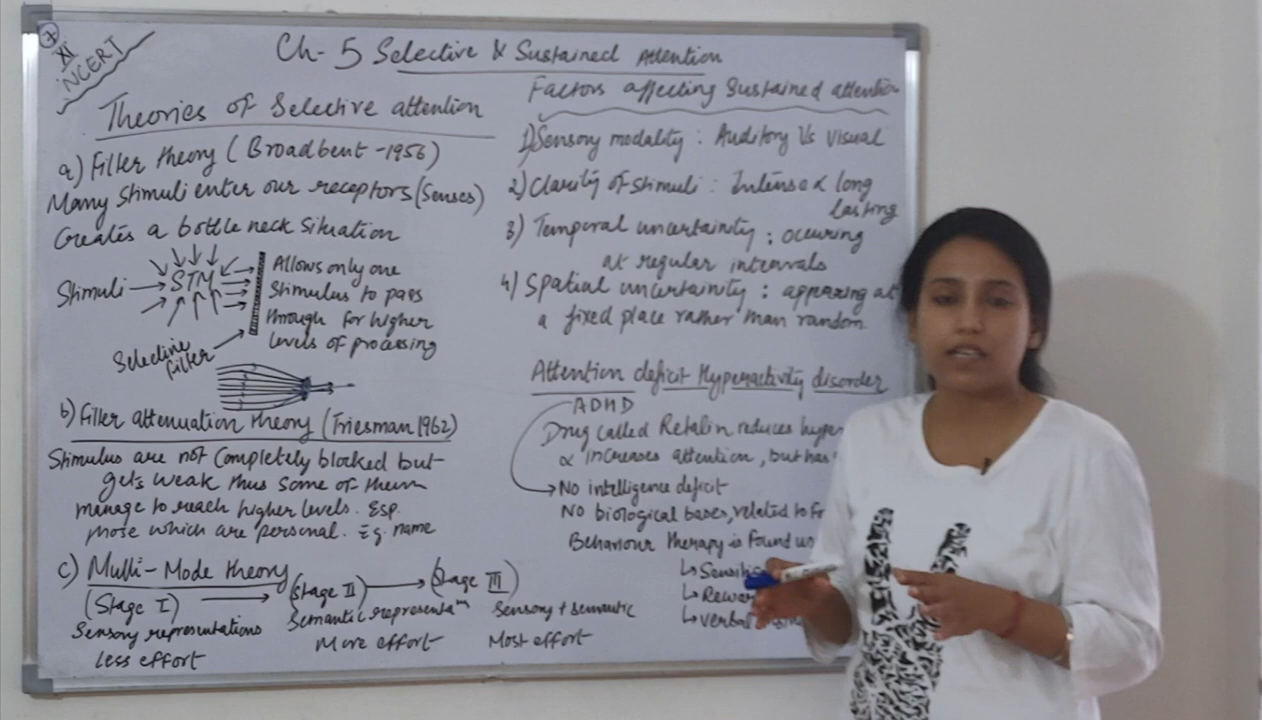 7
XI
NCERT
Ch-5 Selective & Sustained Attention
Theories of Selective attention
a) Filter theory (Broadbent -1956)
Many stimuli enter our receptors (Senses)
Creates a bottle neck situation
Stimuli → STM
Allows only one
Stimulus to pass
through for higher
levels of processing
Selective
filter
b) Filter attenuation theory (Triesman 1962)
Stimulus are not completely blocked but
gets weak thus some of them
manage to reach higher levels. Esp.
those which are personal. Eg. name
c) Multi-Mode theory
(Stage I) → (Stage II) → (Stage III)
Sensory representations
less effort
Semantic representaᵗⁿ
More effort
Sensory + semantic
Most effort
Factors affecting Sustained attention
1) Sensory modality : Auditory Vs Visual
2) Clarity of stimuli : Intense & long
lasting
3) Temporal uncertainity : occuring
at regular intervals
4) Spatial uncertainity : appearing at
a fixed place rather than random.
Attention deficit Hyperactivity disorder
ADHD
Drug called Retalin reduces hyper
& increases attention, but has
→ No intelligence deficit
No biological bases, related to
Behaviour therapy is found
↳
↳
↳ verbal